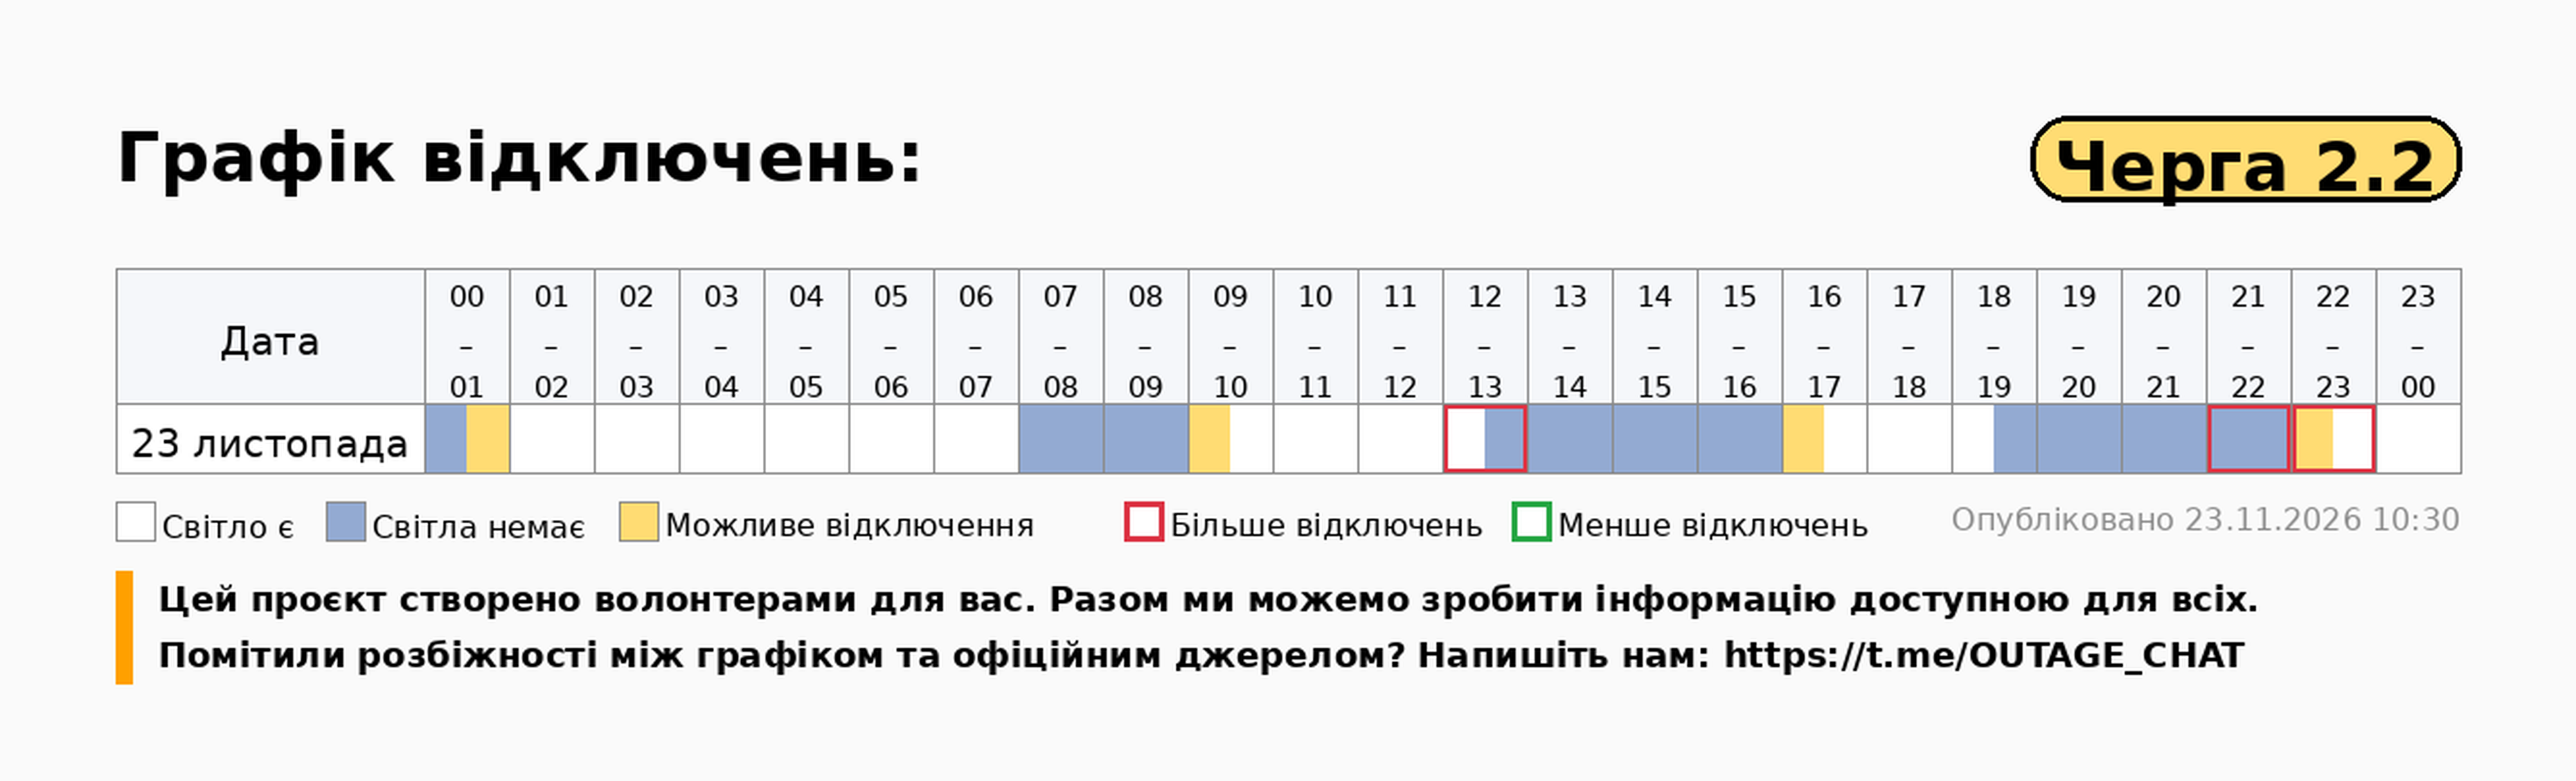 Графік відключень:
Черга 2.2
Дата
00 – 01
01 – 02
02 – 03
03 – 04
04 – 05
05 – 06
06 – 07
07 – 08
08 – 09
09 – 10
10 – 11
11 – 12
12 – 13
13 – 14
14 – 15
15 – 16
16 – 17
17 – 18
18 – 19
19 – 20
20 – 21
21 – 22
22 – 23
23 – 00
23 листопада
Світло є
Світла немає
Можливе відключення
Більше відключень
Менше відключень
Опубліковано 23.11.2026 10:30
Цей проєкт створено волонтерами для вас. Разом ми можемо зробити інформацію доступною для всіх.
Помітили розбіжності між графіком та офіційним джерелом? Напишіть нам: https://t.me/OUTAGE_CHAT